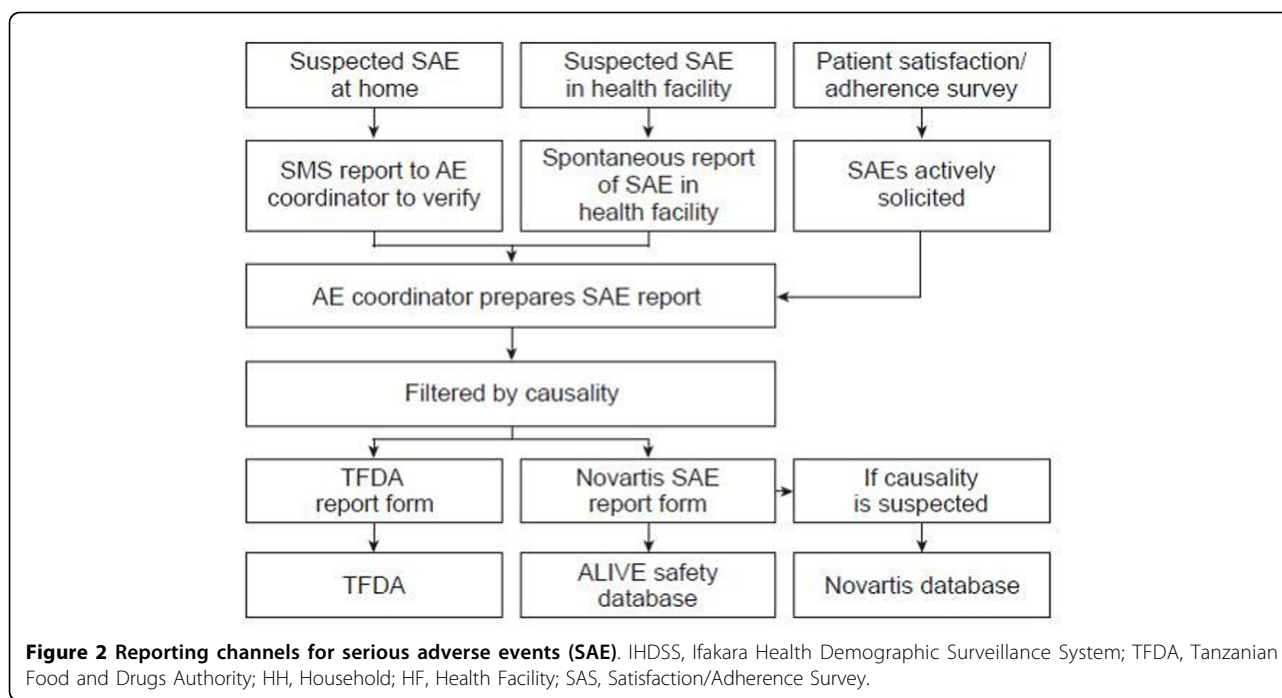 Suspected SAE
at home
Suspected SAE
in health facility
Patient satisfaction/
adherence survey
SMS report to AE
coordinator to verify
Spontaneous report
of SAE in
health facility
SAEs actively
solicited
AE coordinator prepares SAE report
Filtered by causality
TFDA
report form
Novartis SAE
report form
If causality
is suspected
TFDA
ALIVE safety
database
Novartis database
Figure 2 Reporting channels for serious adverse events (SAE). IHDSS, Ifakara Health Demographic Surveillance System; TFDA, Tanzanian
Food and Drugs Authority; HH, Household; HF, Health Facility; SAS, Satisfaction/Adherence Survey.